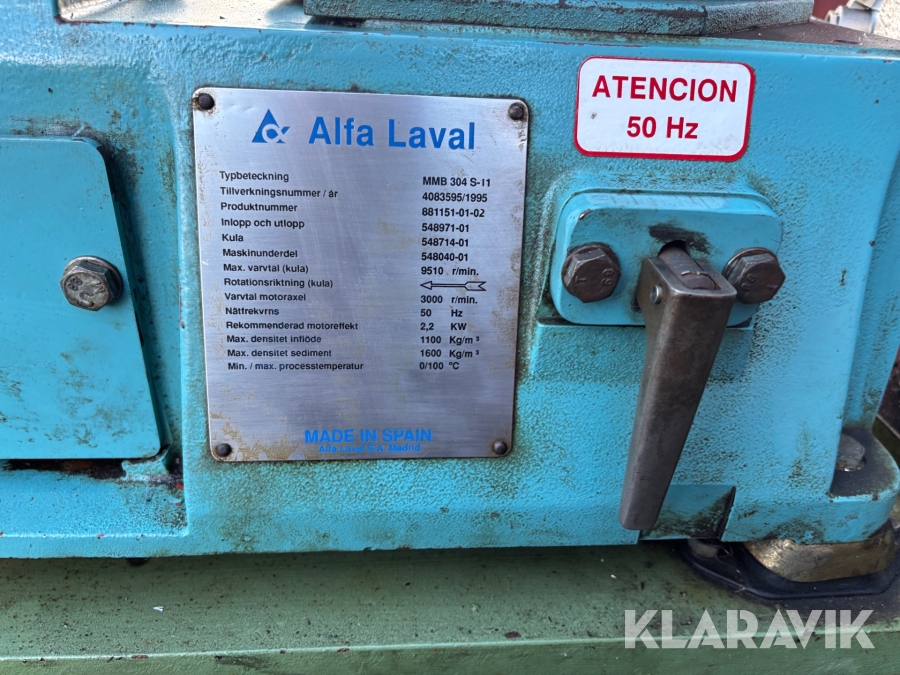 ATENCION
50 Hz
Alfa Laval
Typbeteckning MMB 304 S-11
Tillverkningsnummer / år 4083595/1995
Produktnummer 881151-01-02
Inlopp och utlopp 548971-01
Kula 548714-01
Maskinunderdel 548040-01
Max. varvtal (kula) 9510 r/min.
Rotationsriktning (kula)
Varvtal motoraxel 3000 r/min.
Nätfrekvrns 50 Hz
Rekommenderad motoreffekt 2,2 KW
Max. densitet inflöde 1100 Kg/m³
Max. densitet sediment 1600 Kg/m³
Min. / max. processtemperatur 0/100 °C
MADE IN SPAIN
Alfa Laval S.A. Madrid
KLARAVIK